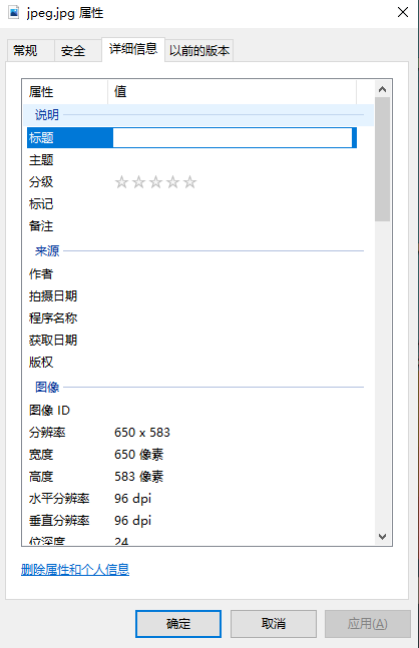 jpeg.jpg 属性
常规 安全 详细信息 以前的版本
属性 值
说明
标题
主题
分级
标记
备注
来源
作者
拍摄日期
程序名称
获取日期
版权
图像
图像 ID
分辨率 650 x 583
宽度 650 像素
高度 583 像素
水平分辨率 96 dpi
垂直分辨率 96 dpi
位深度 24
删除属性和个人信息
确定 取消 应用(A)